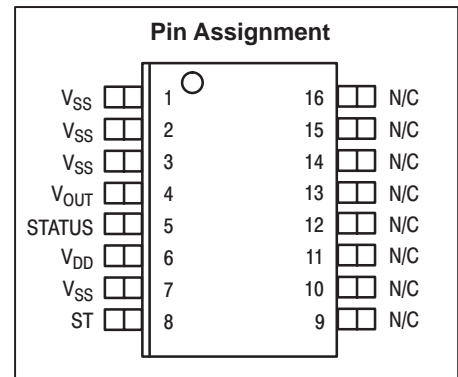 Pin Assignment
VSS 1 16 N/C
VSS 2 15 N/C
VSS 3 14 N/C
VOUT 4 13 N/C
STATUS 5 12 N/C
VDD 6 11 N/C
VSS 7 10 N/C
ST 8 9 N/C